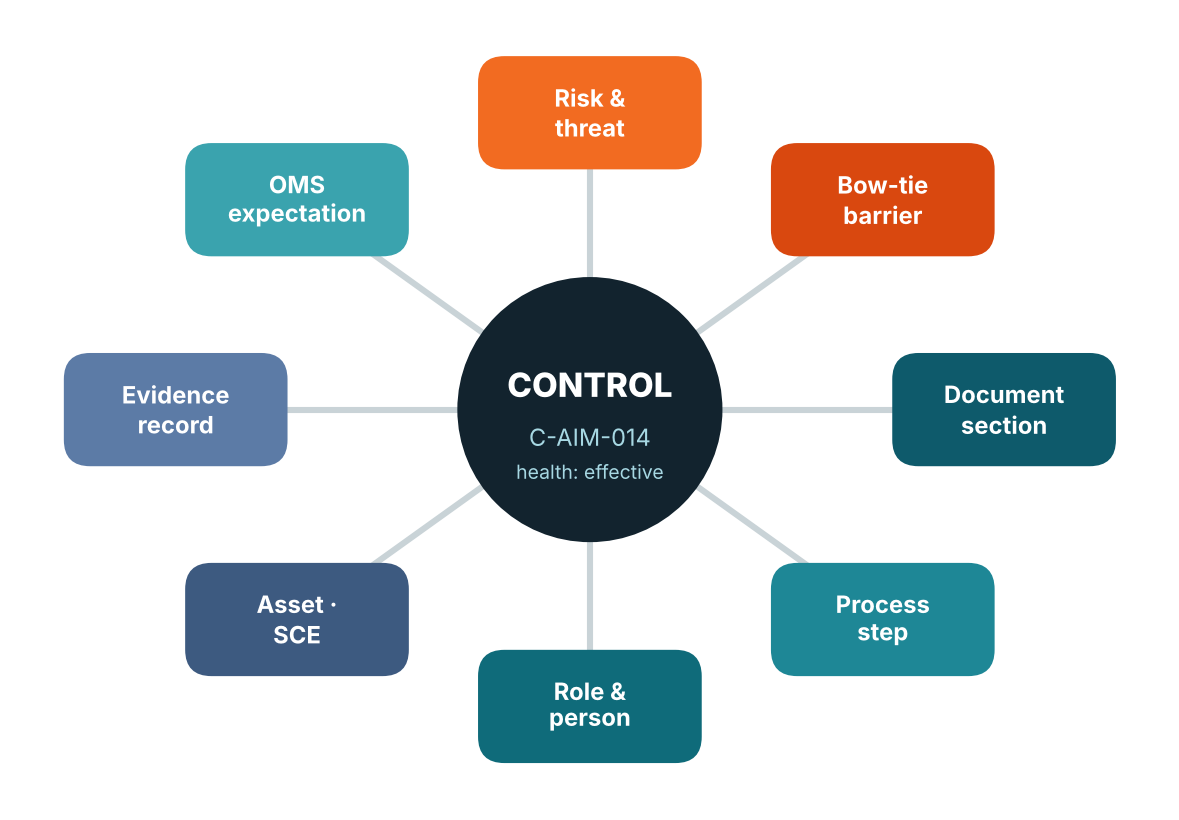 Risk &
threat
OMS
expectation
Bow-tie
barrier
Evidence
record
CONTROL
C-AIM-014
health: effective
Document
section
Asset ·
SCE
Process
step
Role &
person